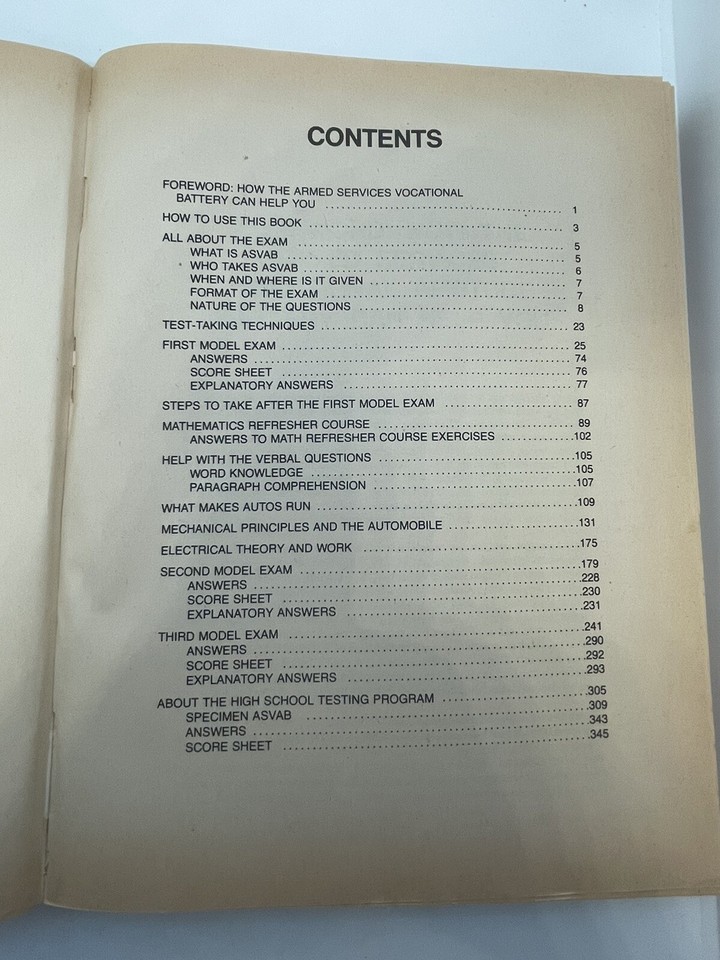 CONTENTS
FOREWORD: HOW THE ARMED SERVICES VOCATIONAL
BATTERY CAN HELP YOU ........ 1
HOW TO USE THIS BOOK ........ 3
ALL ABOUT THE EXAM ........ 5
WHAT IS ASVAB ........ 5
WHO TAKES ASVAB ........ 6
WHEN AND WHERE IS IT GIVEN ........ 7
FORMAT OF THE EXAM ........ 7
NATURE OF THE QUESTIONS ........ 8
TEST-TAKING TECHNIQUES ........ 23
FIRST MODEL EXAM ........ 25
ANSWERS ........ 74
SCORE SHEET ........ 76
EXPLANATORY ANSWERS ........ 77
STEPS TO TAKE AFTER THE FIRST MODEL EXAM ........ 87
MATHEMATICS REFRESHER COURSE ........ 89
ANSWERS TO MATH REFRESHER COURSE EXERCISES ........ 102
HELP WITH THE VERBAL QUESTIONS ........ 105
WORD KNOWLEDGE ........ 105
PARAGRAPH COMPREHENSION ........ 107
WHAT MAKES AUTOS RUN ........ 109
MECHANICAL PRINCIPLES AND THE AUTOMOBILE ........ 131
ELECTRICAL THEORY AND WORK ........ 175
SECOND MODEL EXAM ........ 179
ANSWERS ........ 228
SCORE SHEET ........ 230
EXPLANATORY ANSWERS ........ 231
THIRD MODEL EXAM ........ 241
ANSWERS ........ 290
SCORE SHEET ........ 292
EXPLANATORY ANSWERS ........ 293
ABOUT THE HIGH SCHOOL TESTING PROGRAM ........ 305
SPECIMEN ASVAB ........ 309
ANSWERS ........ 343
SCORE SHEET ........ 345